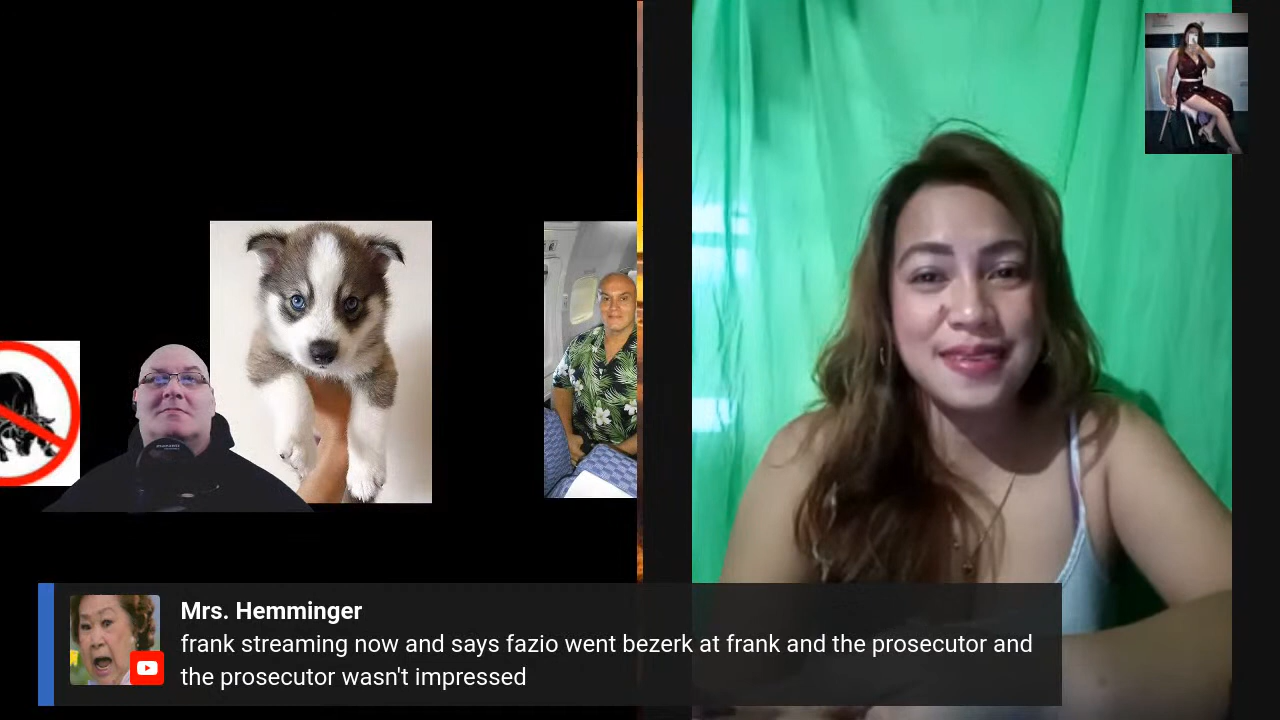 Mrs. Hemminger
frank streaming now and says fazio went bezerk at frank and the prosecutor and
the prosecutor wasn't impressed